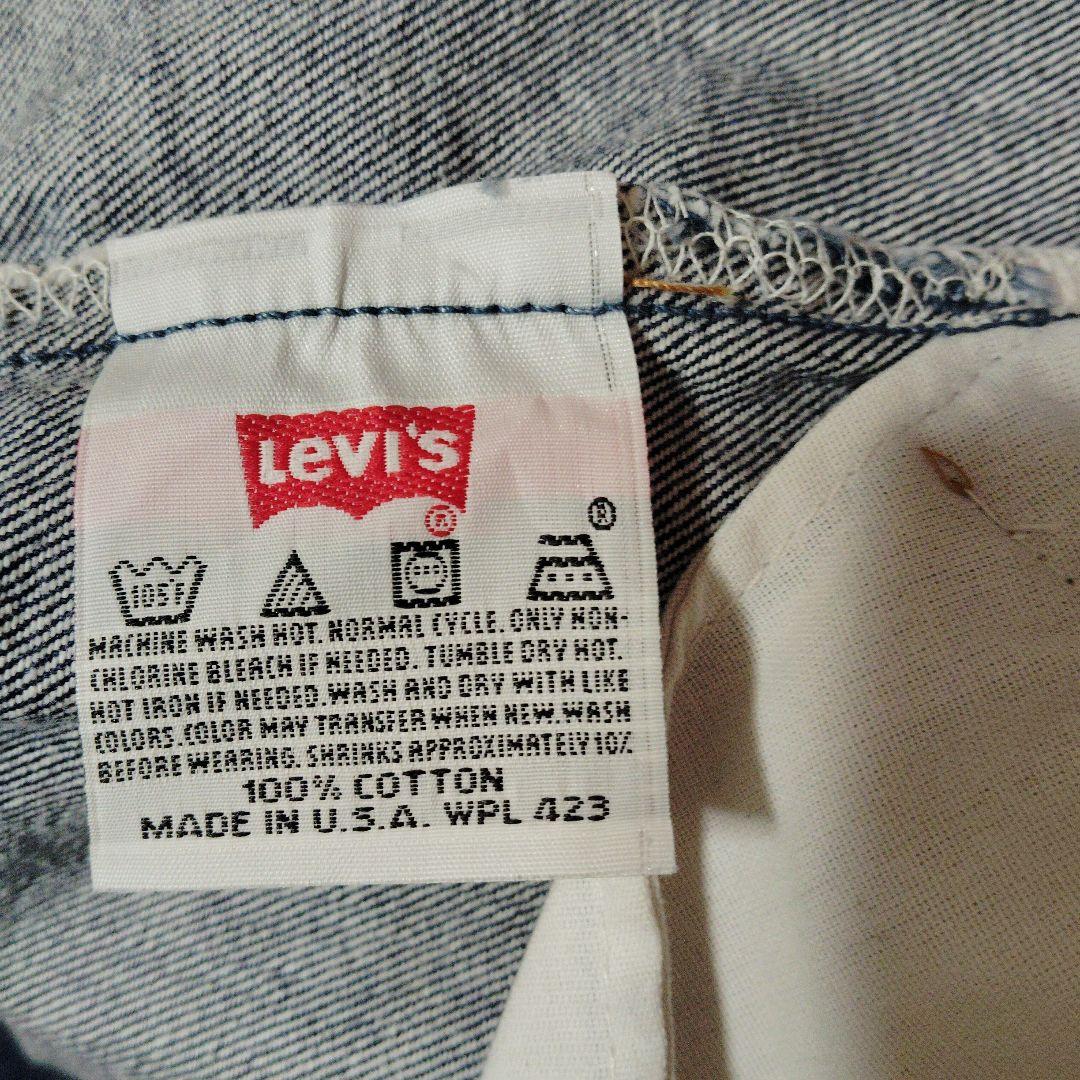 Levi's
®
®
105F
MACHINE WASH HOT. NORMAL CYCLE. ONLY NON-
CHLORINE BLEACH IF NEEDED. TUMBLE DRY HOT.
HOT IRON IF NEEDED. WASH AND DRY WITH LIKE
COLORS. COLOR MAY TRANSFER WHEN NEW. WASH
BEFORE WEARING. SHRINKS APPROXIMATELY 10%
100% COTTON
MADE IN U.S.A. WPL 423